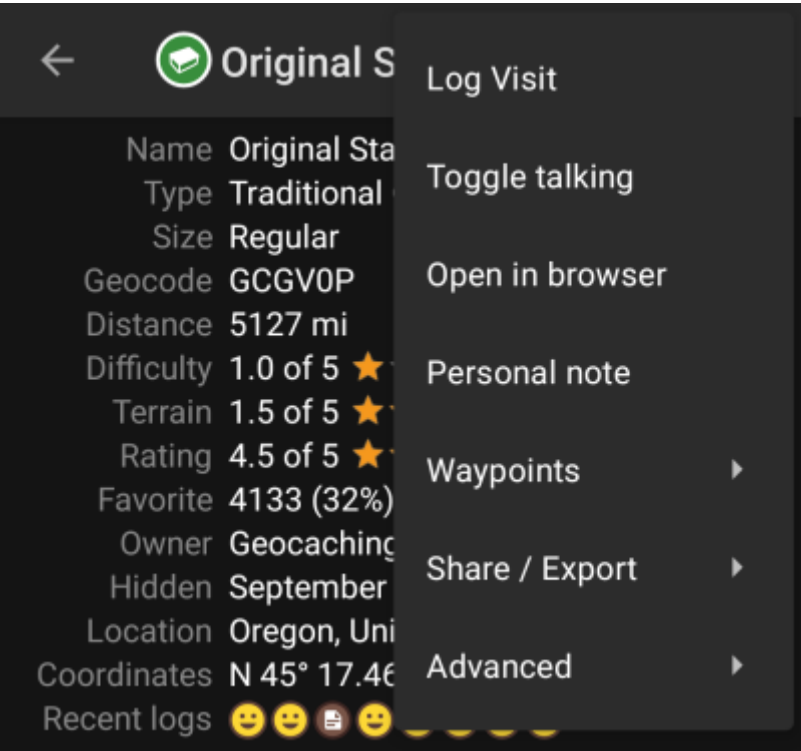 Original S
Log Visit
Toggle talking
Open in browser
Personal note
Waypoints
Share / Export
Advanced
Name Original Sta
Type Traditional
Size Regular
Geocode GCGV0P
Distance 5127 mi
Difficulty 1.0 of 5
Terrain 1.5 of 5
Rating 4.5 of 5
Favorite 4133 (32%)
Owner Geocaching
Hidden September
Location Oregon, Uni
Coordinates N 45° 17.46
Recent logs